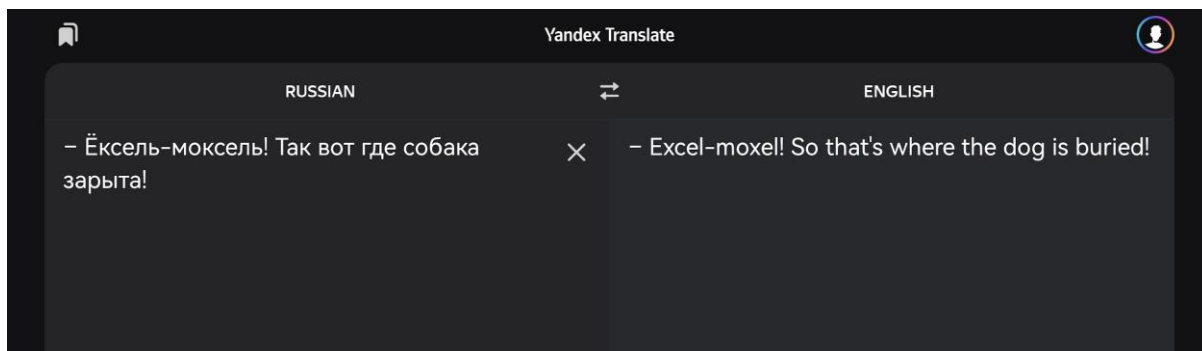 Yandex Translate
RUSSIAN
ENGLISH
– Ёксель-моксель! Так вот где собака
зарыта!
– Excel-moxel! So that's where the dog is buried!